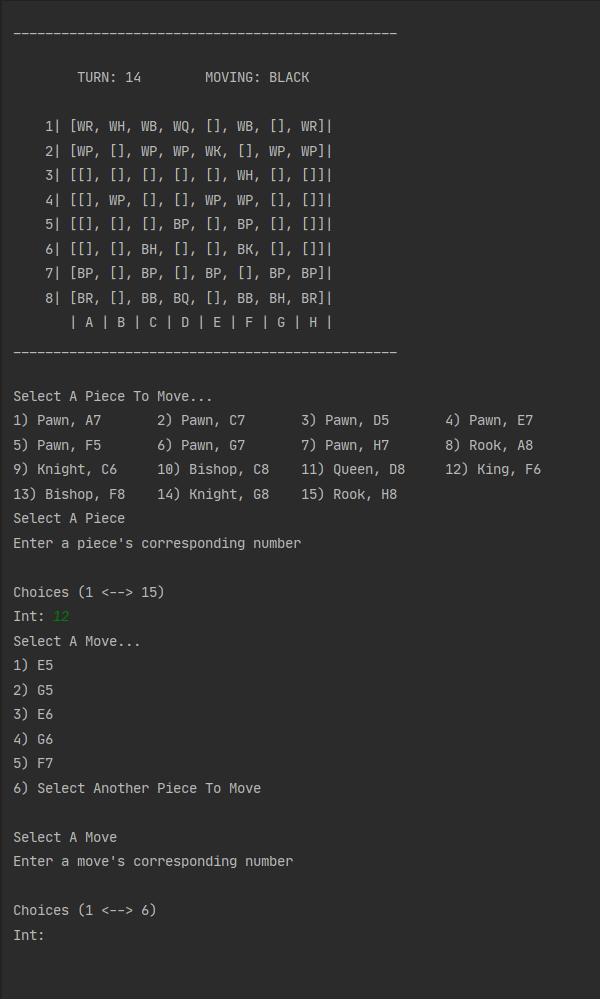 ________________________________________________
TURN: 14        MOVING: BLACK
1| [WR, WH, WB, WQ, [], WB, [], WR]|
2| [WP, [], WP, WP, WK, [], WP, WP]|
3| [[], [], [], [], [], WH, [], []]|
4| [[], WP, [], [], WP, WP, [], []]|
5| [[], [], [], BP, [], BP, [], []]|
6| [[], [], BH, [], [], BK, [], []]|
7| [BP, [], BP, [], BP, [], BP, BP]|
8| [BR, [], BB, BQ, [], BB, BH, BR]|
| A | B | C | D | E | F | G | H |
________________________________________________
Select A Piece To Move...
1) Pawn, A7       2) Pawn, C7       3) Pawn, D5       4) Pawn, E7
5) Pawn, F5       6) Pawn, G7       7) Pawn, H7       8) Rook, A8
9) Knight, C6     10) Bishop, C8    11) Queen, D8     12) King, F6
13) Bishop, F8    14) Knight, G8    15) Rook, H8
Select A Piece
Enter a piece's corresponding number
Choices (1 <--> 15)
Int: 12
Select A Move...
1) E5
2) G5
3) E6
4) G6
5) F7
6) Select Another Piece To Move
Select A Move
Enter a move's corresponding number
Choices (1 <--> 6)
Int: